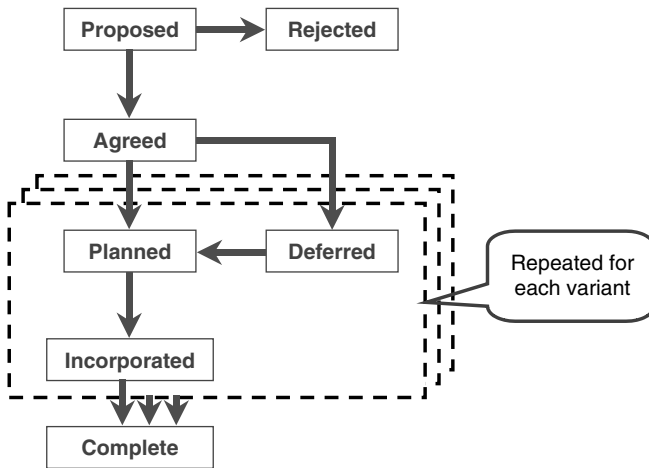 Proposed
Rejected
Agreed
Planned
Deferred
Repeated for
each variant
Incorporated
Complete